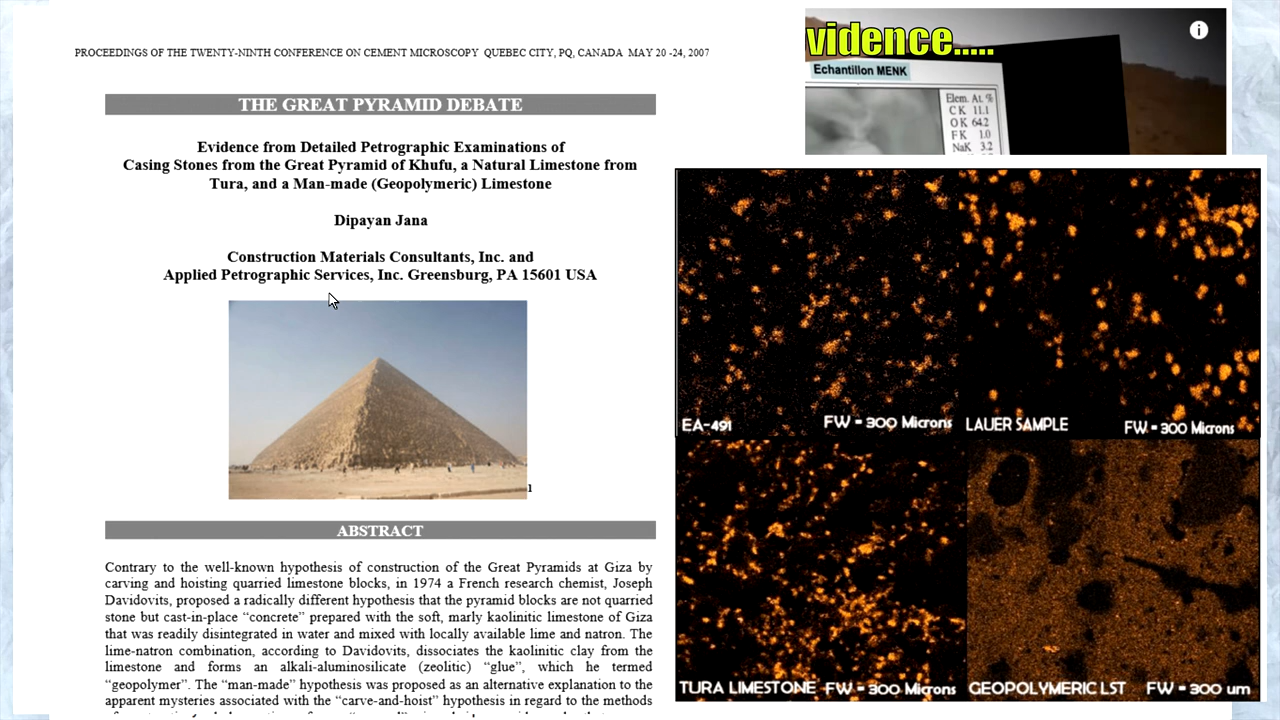 PROCEEDINGS OF THE TWENTY-NINTH CONFERENCE ON CEMENT MICROSCOPY QUEBEC CITY, PQ, CANADA MAY 20 -24, 2007
THE GREAT PYRAMID DEBATE
Evidence from Detailed Petrographic Examinations of
Casing Stones from the Great Pyramid of Khufu, a Natural Limestone from
Tura, and a Man-made (Geopolymeric) Limestone
Dipayan Jana
Construction Materials Consultants, Inc. and
Applied Petrographic Services, Inc. Greensburg, PA 15601 USA
1
ABSTRACT
Contrary to the well-known hypothesis of construction of the Great Pyramids at Giza by
carving and hoisting quarried limestone blocks, in 1974 a French research chemist, Joseph
Davidovits, proposed a radically different hypothesis that the pyramid blocks are not quarried
stone but cast-in-place “concrete” prepared with the soft, marly kaolinitic limestone of Giza
that was readily disintegrated in water and mixed with locally available lime and natron. The
lime-natron combination, according to Davidovits, dissociates the kaolinitic clay from the
limestone and forms an alkali-aluminosilicate (zeolitic) “glue”, which he termed
“geopolymer”. The “man-made” hypothesis was proposed as an alternative explanation to the
apparent mysteries associated with the “carve-and-hoist” hypothesis in regard to the methods
vidence.....
Echantillon MENK
Elem. At. %
C K 11.1
O K 64.2
F K 1.0
NaK 3.2
EA-491 FW = 300 Microns
LAUER SAMPLE FW = 300 Microns
TURA LIMESTONE FW = 300 Microns
GEOPOLYMERIC LST FW = 300 um